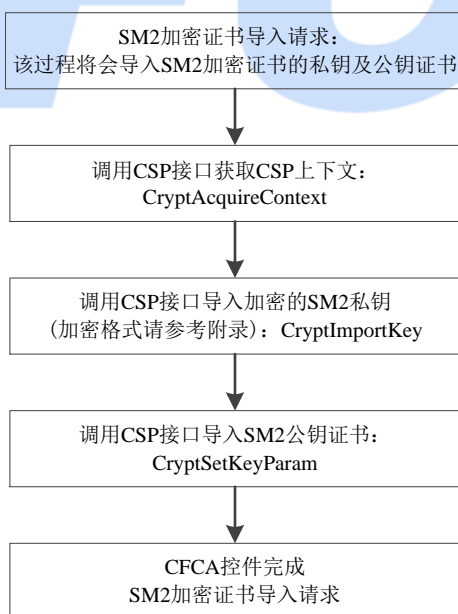 SM2加密证书导入请求：
该过程将会导入SM2加密证书的私钥及公钥证书
调用CSP接口获取CSP上下文：
CryptAcquireContext
调用CSP接口导入加密的SM2私钥
(加密格式请参考附录)：CryptImportKey
调用CSP接口导入SM2公钥证书：
CryptSetKeyParam
CFCA控件完成
SM2加密证书导入请求